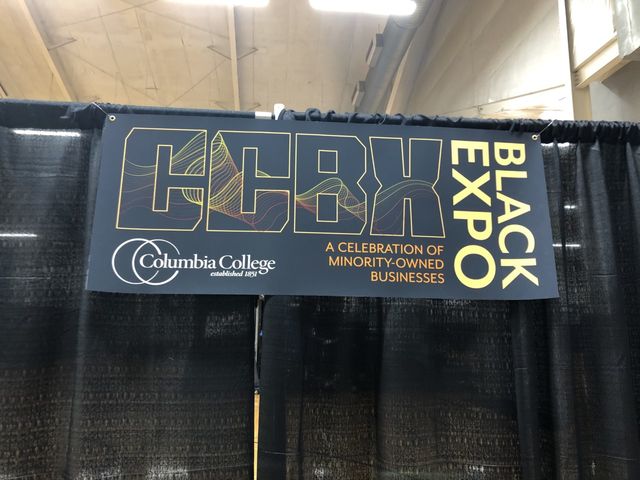 CCBX
BLACK
EXPO
Columbia College
established 1851
A CELEBRATION OF
MINORITY-OWNED
BUSINESSES